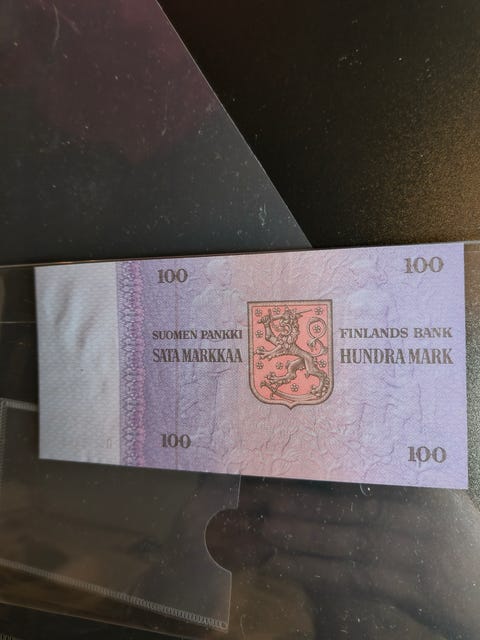 100 100
SUOMEN PANKKI FINLANDS BANK
SATA MARKKAA HUNDRA MARK
100 100